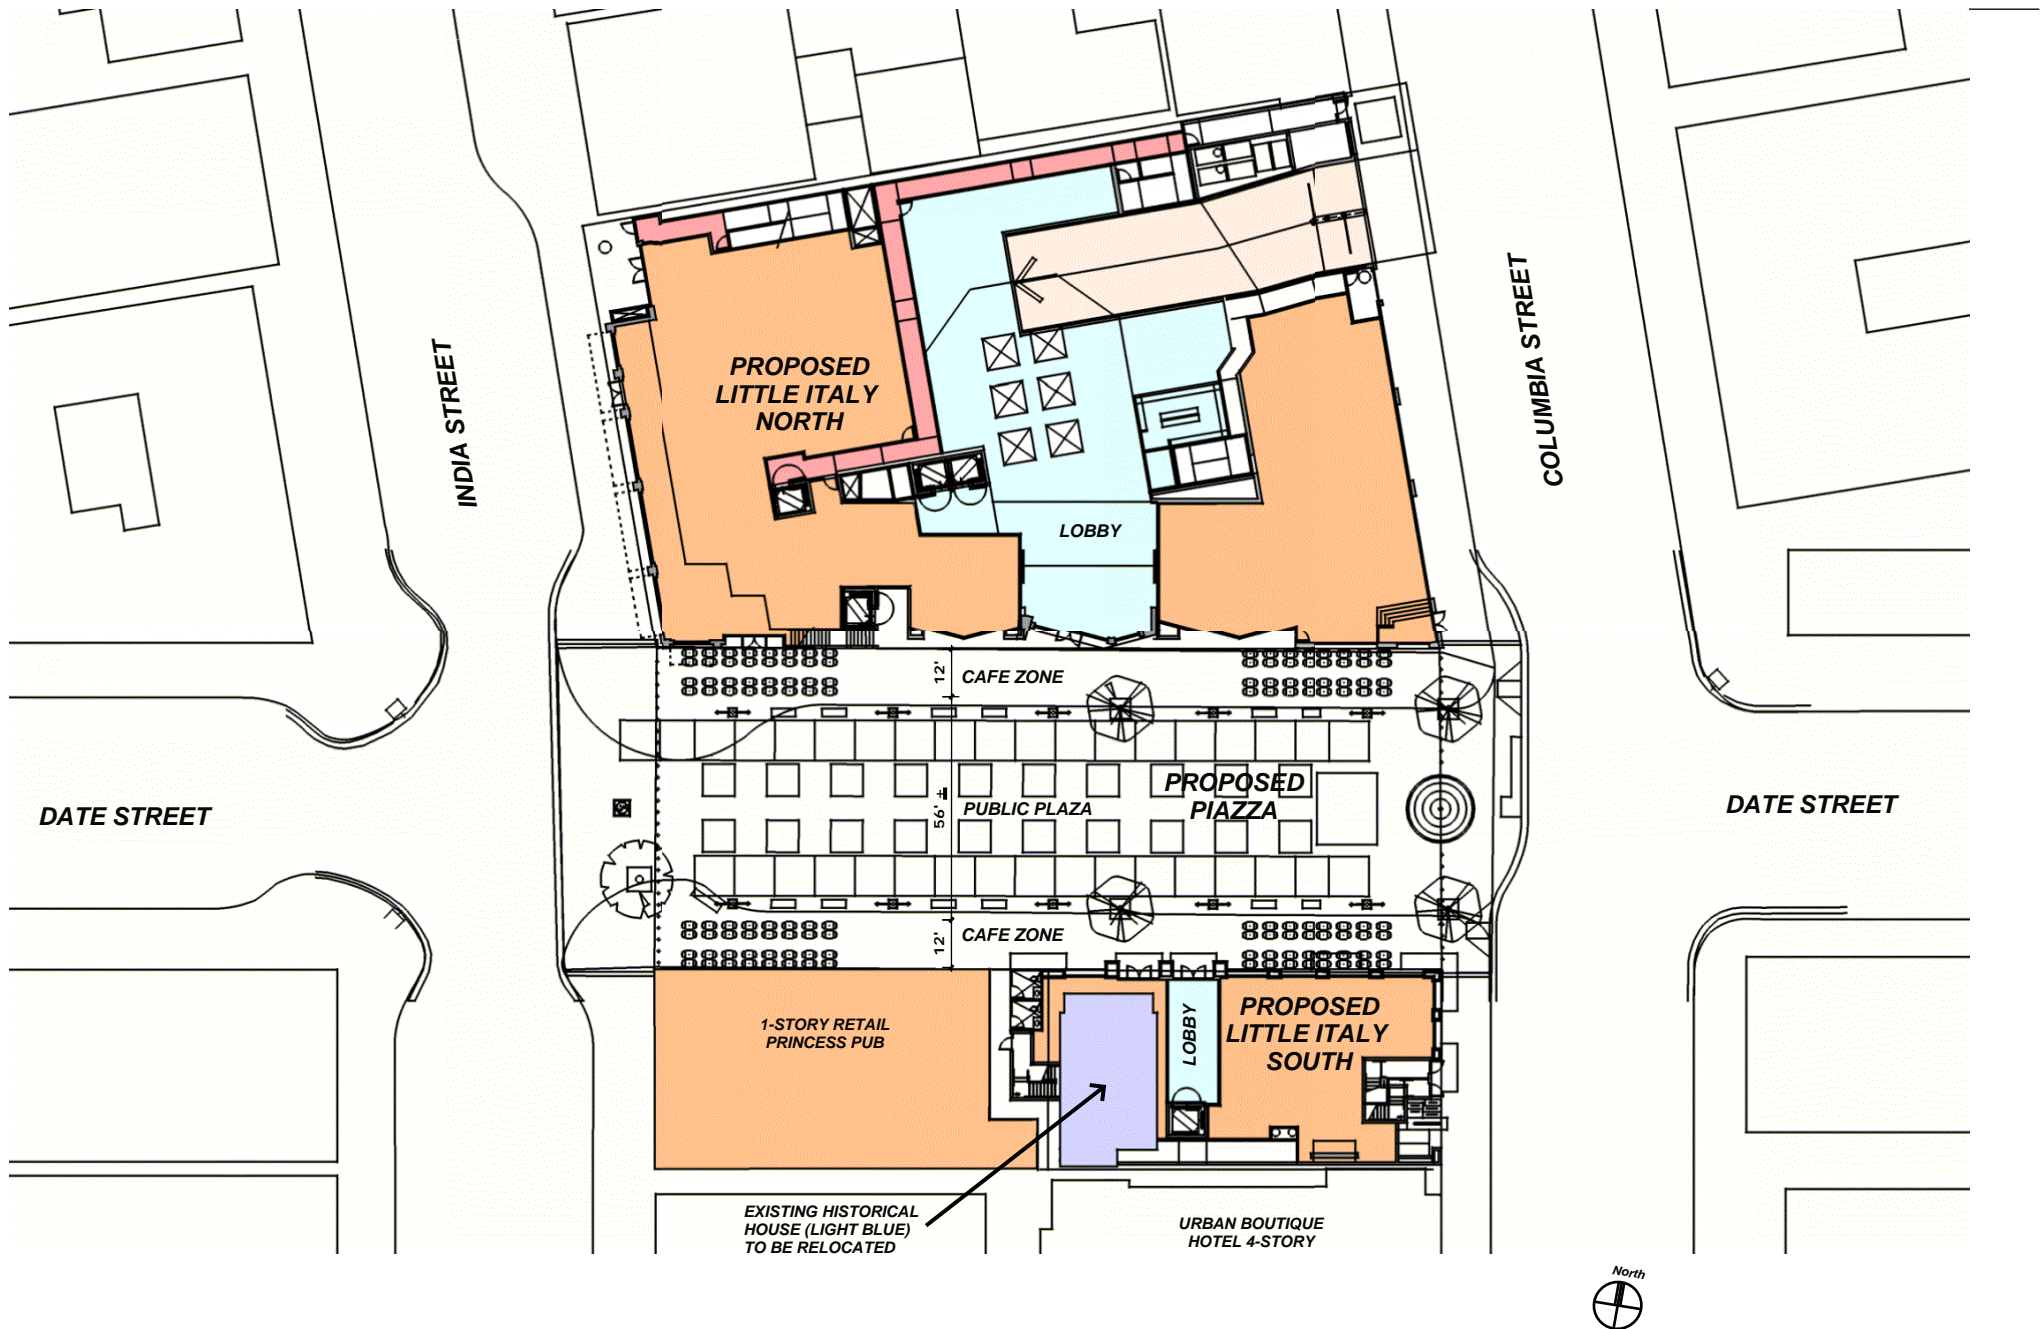 PROPOSED
LITTLE ITALY
NORTH
INDIA STREET
COLUMBIA STREET
LOBBY
12'
CAFE ZONE
DATE STREET
56' ±
PUBLIC PLAZA
PROPOSED
PIAZZA
DATE STREET
12'
CAFE ZONE
1-STORY RETAIL
PRINCESS PUB
LOBBY
PROPOSED
LITTLE ITALY
SOUTH
EXISTING HISTORICAL
HOUSE (LIGHT BLUE)
TO BE RELOCATED
URBAN BOUTIQUE
HOTEL 4-STORY
North